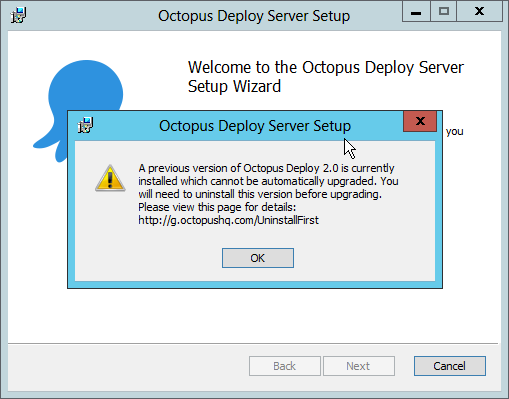 Octopus Deploy Server Setup
Welcome to the Octopus Deploy Server
Setup Wizard
you
Octopus Deploy Server Setup
A previous version of Octopus Deploy 2.0 is currently
installed which cannot be automatically upgraded. You
will need to uninstall this version before upgrading.
Please view this page for details:
http://g.octopushq.com/UninstallFirst
OK
Back
Next
Cancel